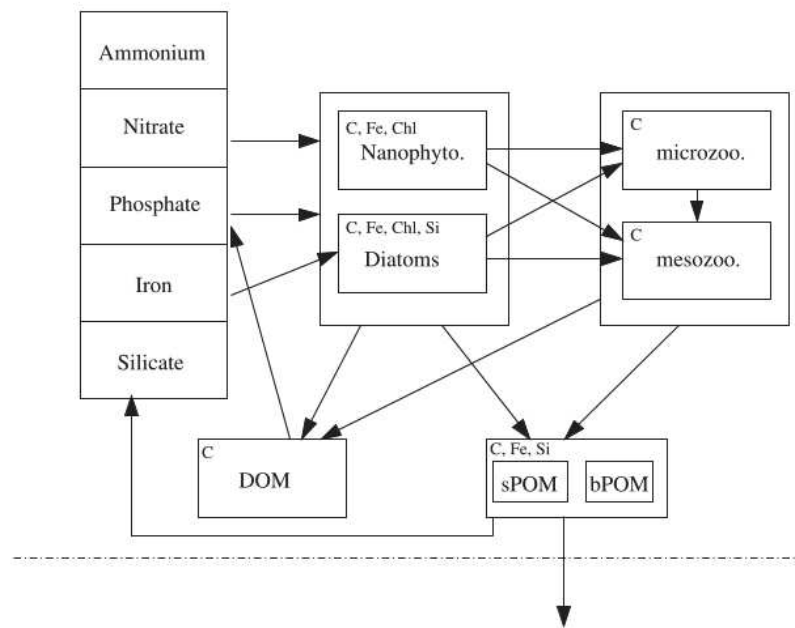 Ammonium
Nitrate
Phosphate
Iron
Silicate
C, Fe, Chl
Nanophyto.
C, Fe, Chl, Si
Diatoms
C
microzoo.
C
mesozoo.
C
DOM
C, Fe, Si
sPOM
bPOM